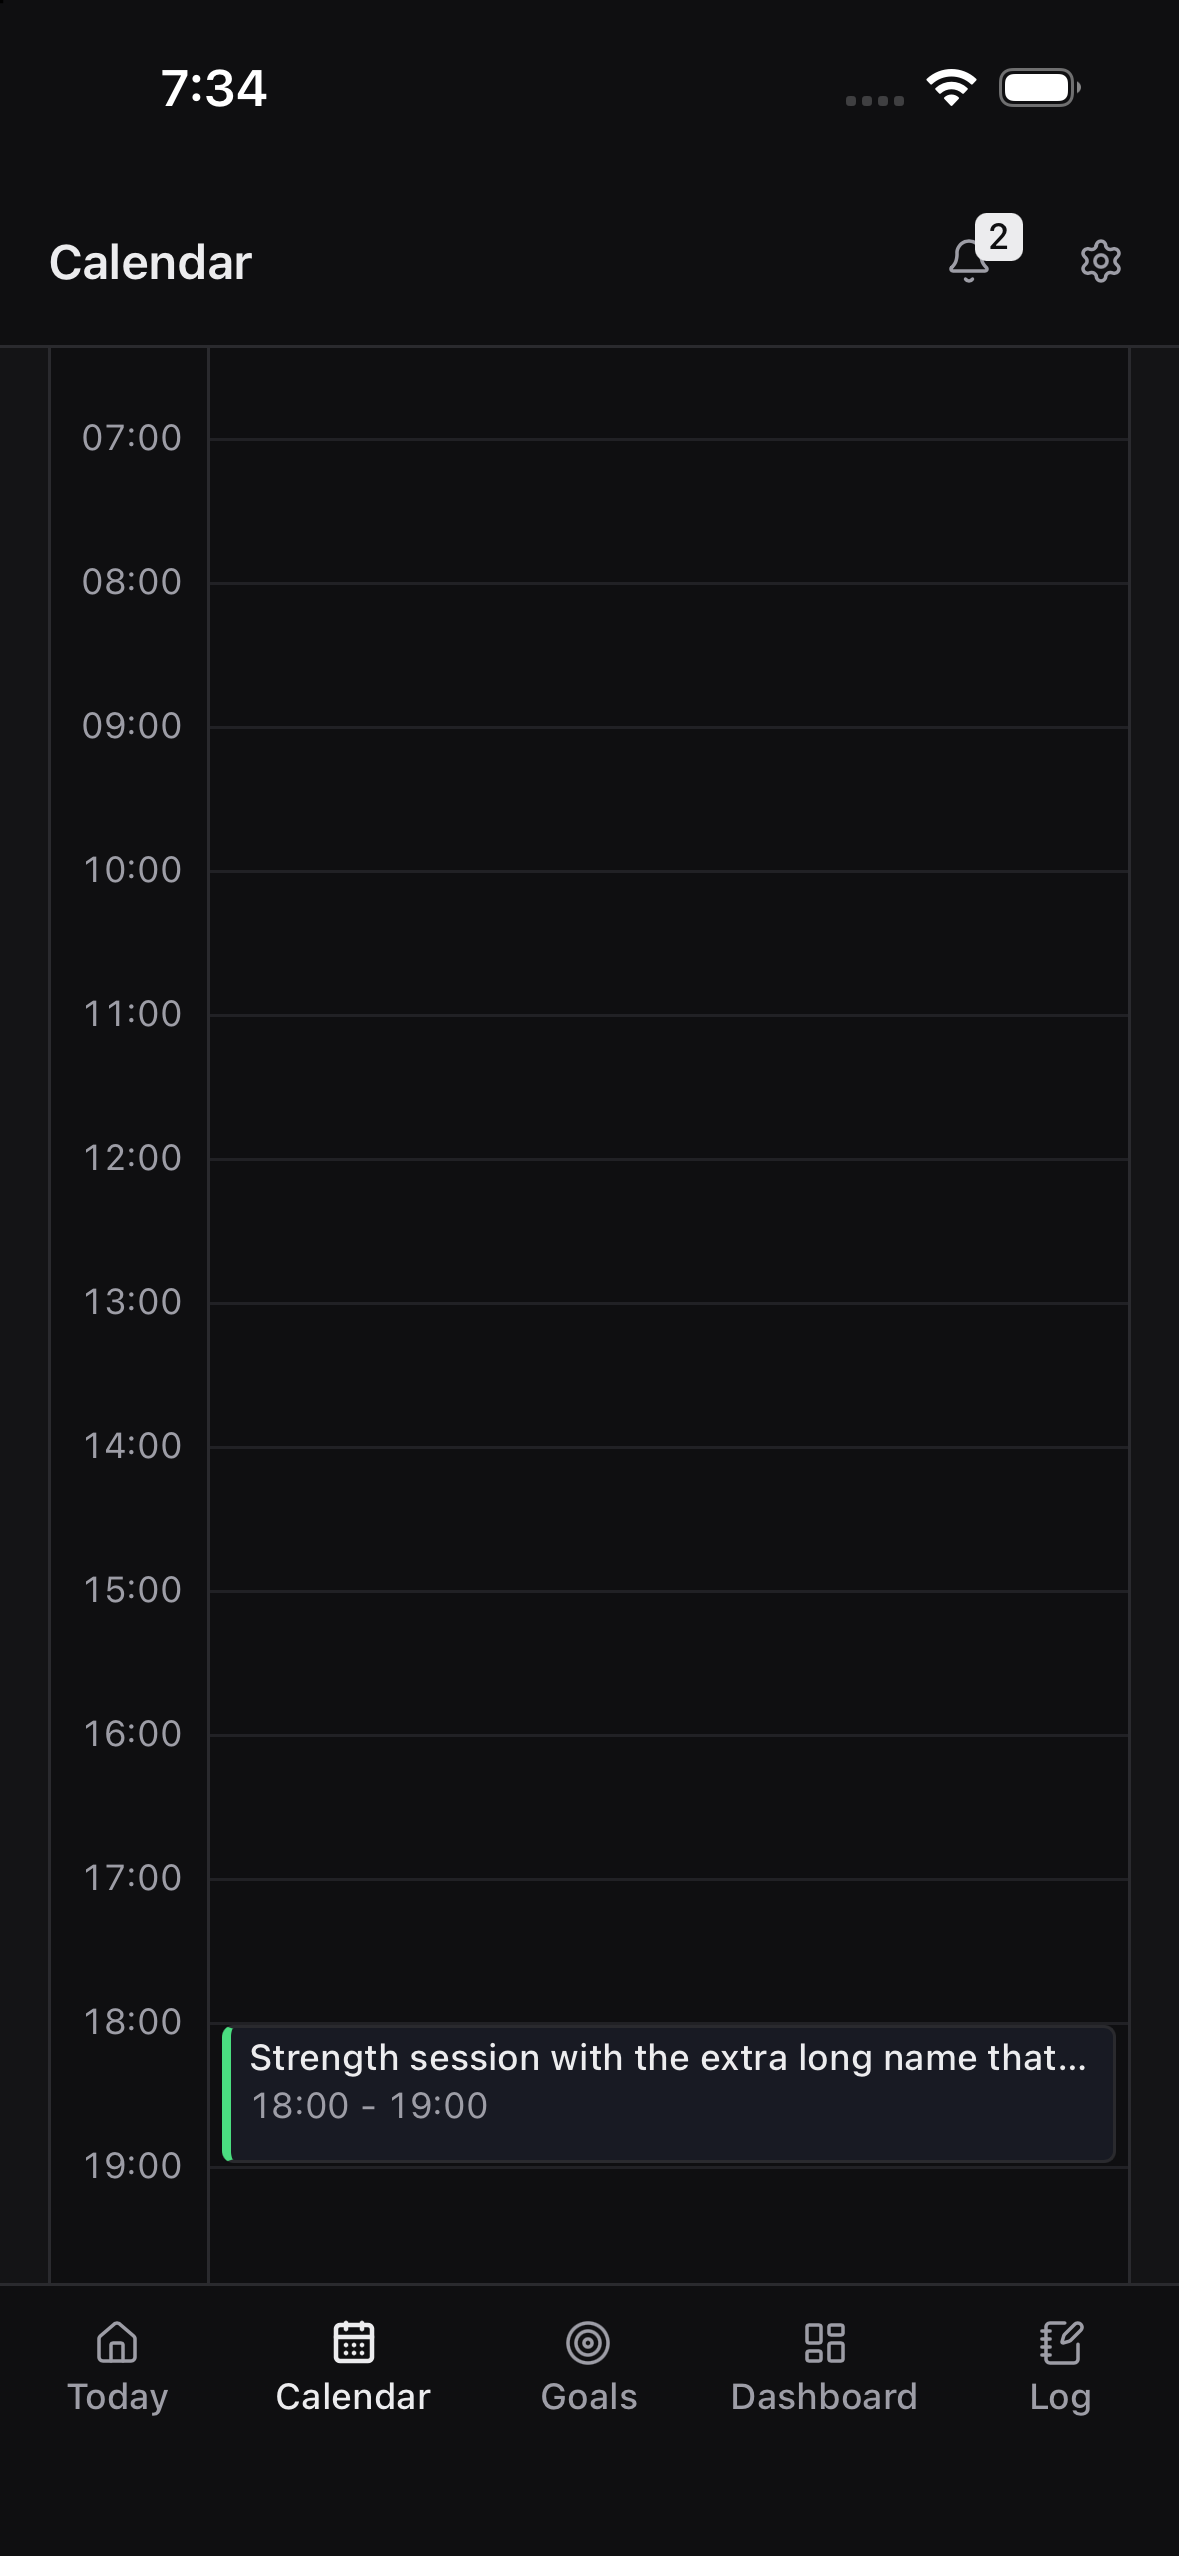 7:34
Calendar
2
07:00
08:00
09:00
10:00
11:00
12:00
13:00
14:00
15:00
16:00
17:00
18:00
Strength session with the extra long name that...
18:00 - 19:00
19:00
Today
Calendar
Goals
Dashboard
Log